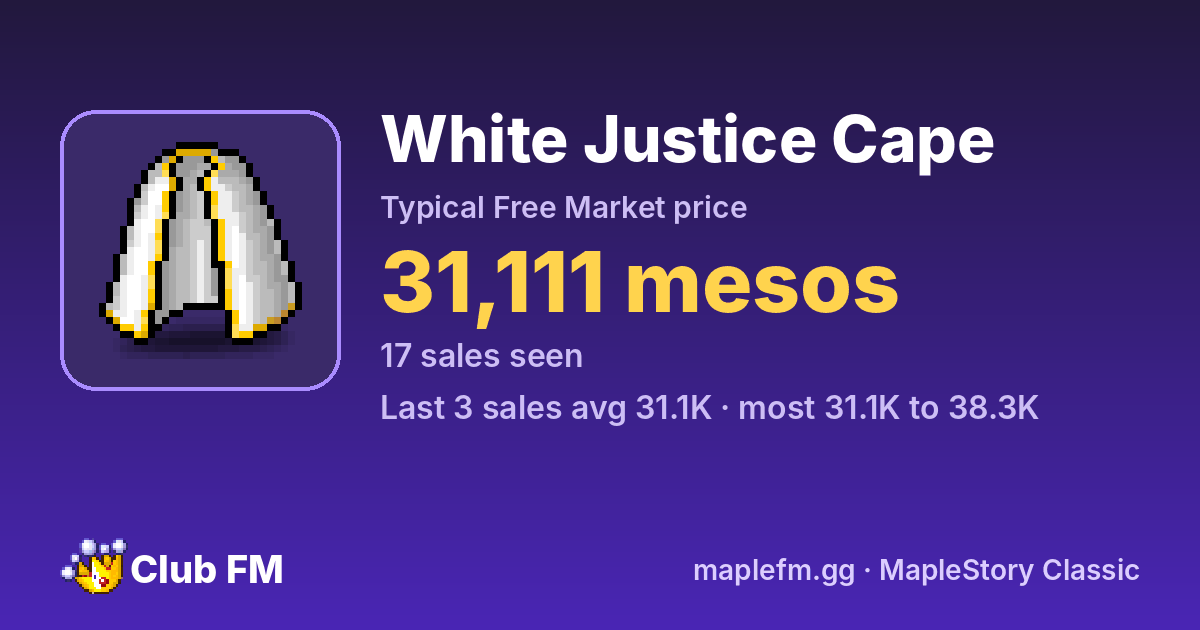 White Justice Cape
Typical Free Market price
31,111 mesos
17 sales seen
Last 3 sales avg 31.1K · most 31.1K to 38.3K
Club FM
maplefm.gg · MapleStory Classic